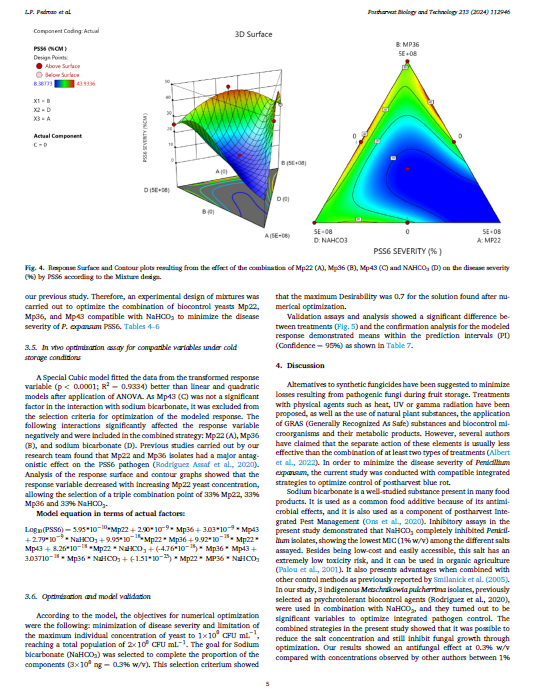 L.P. Pedrozo et al.
Postharvest Biology and Technology 213 (2024) 112946
Component Coding: Actual
3D Surface
PSS6 (%CM )
Design Points:
Above Surface
Below Surface
8.38773 43.9336
X1 = B
X2 = D
X3 = A
Actual Component
C = 0
PSS6 SEVERITY (%CM )
50
40
30
20
10
0
A (0)
B (5E+08)
D (5E+08)
B (0)
D (0)
A (5E+08)
B: MP36
5E+08
0
0
5E+08
0
5E+08
D: NAHCO3
A: MP22
PSS6 SEVERITY (% )
Fig. 4. Response Surface and Contour plots resulting from the effect of the combination of Mp22 (A), Mp36 (B), Mp43 (C) and NAHCO3 (D) on the disease severity
(%) by PSS6 according to the Mixture design.
our previous study. Therefore, an experimental design of mixtures was
carried out to optimize the combination of biocontrol yeasts Mp22,
Mp36, and Mp43 compatible with NaHCO3 to minimize the disease
severity of P. expansum PSS6. Tables 4-6
3.5. In vivo optimisation assay for compatible variables under cold
storage conditions
A Special Cubic model fitted the data from the transformed response
variable (p < 0.0001; R2 = 0.9334) better than linear and quadratic
models after application of ANOVA. As Mp43 (C) was not a significant
factor in the interaction with sodium bicarbonate, it was excluded from
the selection criteria for optimization of the modeled response. The
following interactions significantly affected the response variable
negatively and were included in the combined strategy: Mp22 (A), Mp36
(B), and sodium bicarbonate (D). Previous studies carried out by our
research team found that Mp22 and Mp36 isolates had a major antag-
onistic effect on the PSS6 pathogen (Rodriguez Assaf et al., 2020).
Analysis of the response surface and contour graphs showed that the
response variable decreased with increasing Mp22 yeast concentration,
allowing the selection of a triple combination point of 33% Mp22, 33%
Mp36 and 33% NaHCO3.
Model equation in terms of actual factors:
Log10(PSS6) = 5.95*10−10*Mp22 + 2.90*10−9 * Mp36 + 3.03*10−9 * Mp43
+ 2.79*10−9 * NaHCO3 + 9.95*10−18*Mp22 * Mp36 + 9.92*10−18 * Mp22 *
Mp43 + 8.26*10−18 *Mp22 * NaHCO3 + (-4.76*10−18) * Mp36 * Mp43 +
3.03710−18 * Mp36 * NaHCO3 + (-1.51*10−25) * Mp22 * MP36 * NaHCO3
3.6. Optimisation and model validation
According to the model, the objectives for numerical optimization
were the following: minimization of disease severity and limitation of
the maximum individual concentration of yeast to 1×108 CFU mL−1,
reaching a total population of 2×108 CFU mL−1. The goal for Sodium
bicarbonate (NaHCO3) was selected to complete the proportion of the
components (3×108 ng = 0.3% w/v). This selection criterion showed
that the maximum Desirability was 0.7 for the solution found after nu-
merical optimization.
Validation assays and analysis showed a significant difference be-
tween treatments (Fig. 5) and the confirmation analysis for the modeled
response demonstrated means within the prediction intervals (PI)
(Confidence = 95%) as shown in Table 7.
4. Discussion
Alternatives to synthetic fungicides have been suggested to minimize
losses resulting from pathogenic fungi during fruit storage. Treatments
with physical agents such as heat, UV or gamma radiation have been
proposed, as well as the use of natural plant substances, the application
of GRAS (Generally Recognized As Safe) substances and biocontrol mi-
croorganisms and their metabolic products. However, several authors
have claimed that the separate action of these elements is usually less
effective than the combination of at least two types of treatments (Albert
et al., 2022). In order to minimize the disease severity of Penicillium
expansum, the current study was conducted with compatible integrated
strategies to optimize control of postharvest blue rot.
Sodium bicarbonate is a well-studied substance present in many food
products. It is used as a common food additive because of its antimi-
crobial effects, and it is also used as a component of postharvest Inte-
grated Pest Management (Ons et al., 2020). Inhibitory assays in the
present study demonstrated that NaHCO3 completely inhibited Penicil-
lium isolates, showing the lowest MIC (1% w/v) among the different salts
assayed. Besides being low-cost and easily accessible, this salt has an
extremely low toxicity risk, and it can be used in organic agriculture
(Palou et al., 2001). It also presents advantages when combined with
other control methods as previously reported by Smilanick et al. (2005).
In our study, 3 indigenous Metschnikowia pulcherrima isolates, previously
selected as psychrotolerant biocontrol agents (Rodriguez et al., 2020),
were used in combination with NaHCO3, and they turned out to be
significant variables to optimize integrated pathogen control. The
combined strategies in the present study showed that it was possible to
reduce the salt concentration and still inhibit fungal growth through
optimization. Our results showed an antifungal effect at 0.3% w/v
compared with concentrations observed by other authors between 1%
5